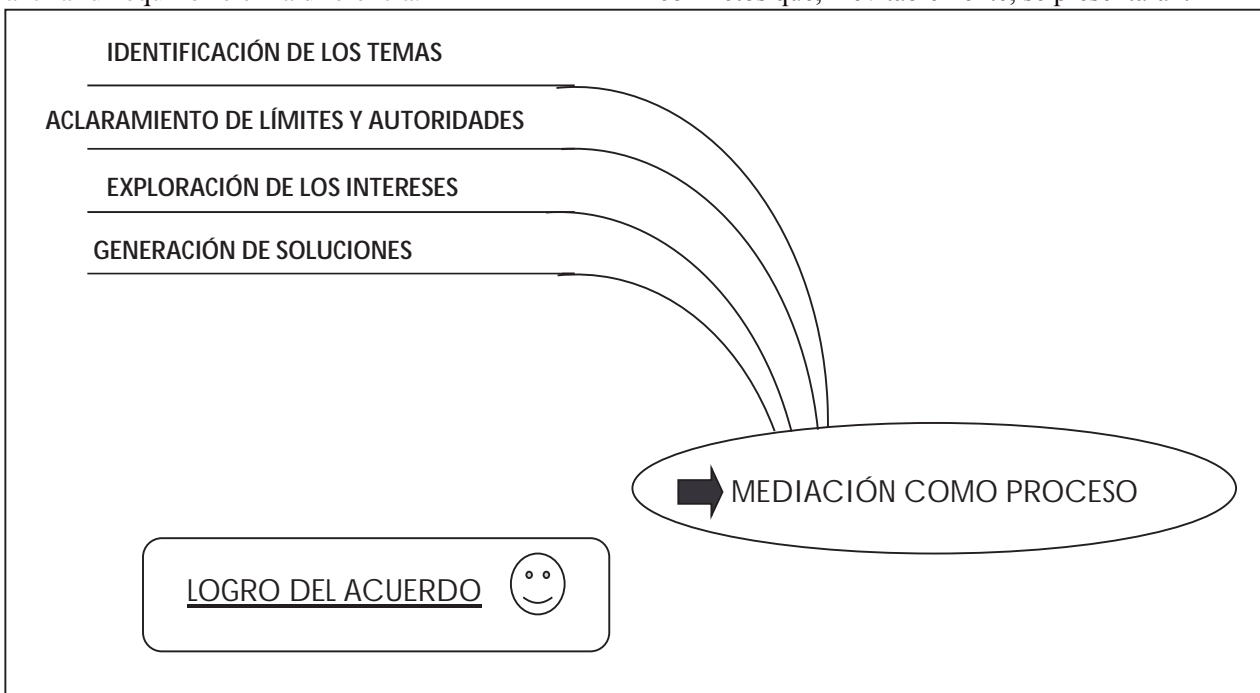 IDENTIFICACIÓN DE LOS TEMAS
ACLARAMIENTO DE LÍMITES Y AUTORIDADES
EXPLORACIÓN DE LOS INTERESES
GENERACIÓN DE SOLUCIONES
MEDIACIÓN COMO PROCESO
LOGRO DEL ACUERDO